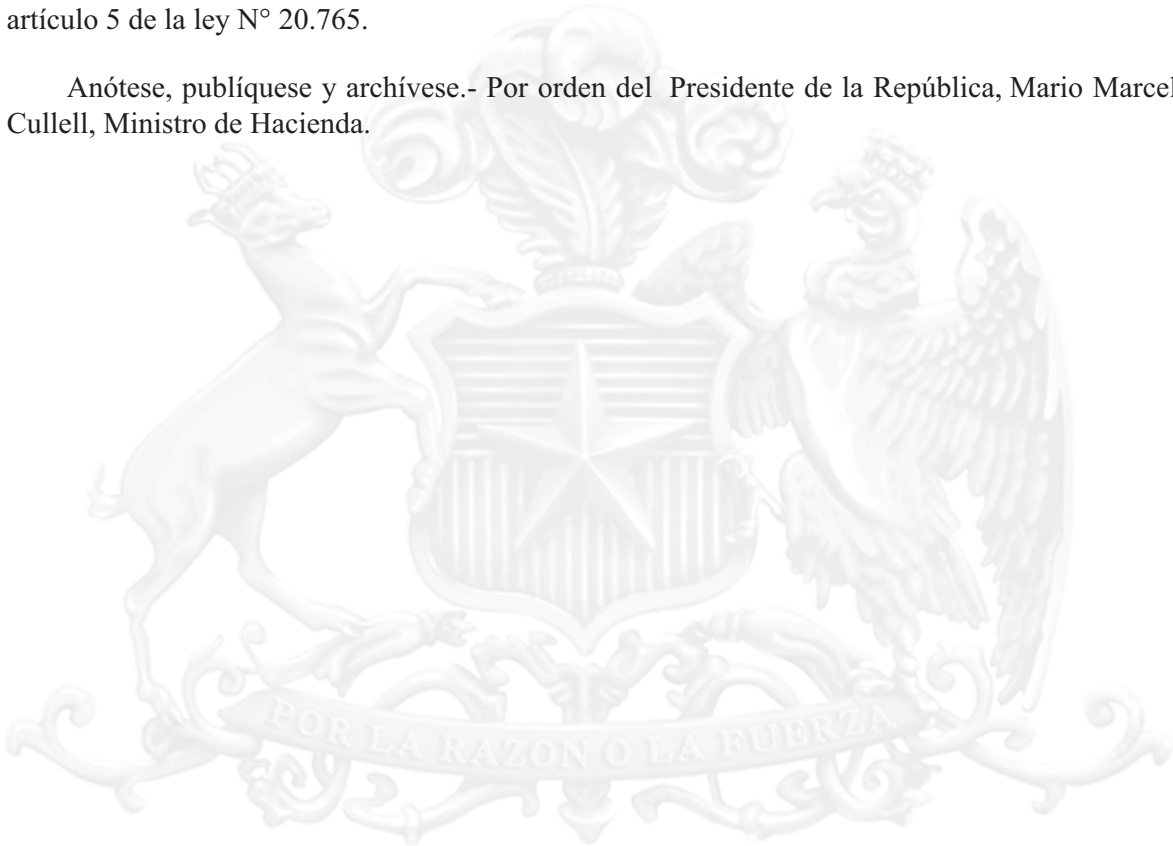 artículo 5 de la ley N° 20.765.
Anótese, publíquese y archívese.- Por orden del Presidente de la República, Mario Marcel
Cullell, Ministro de Hacienda.
POR LA RAZON O LA FUERZA